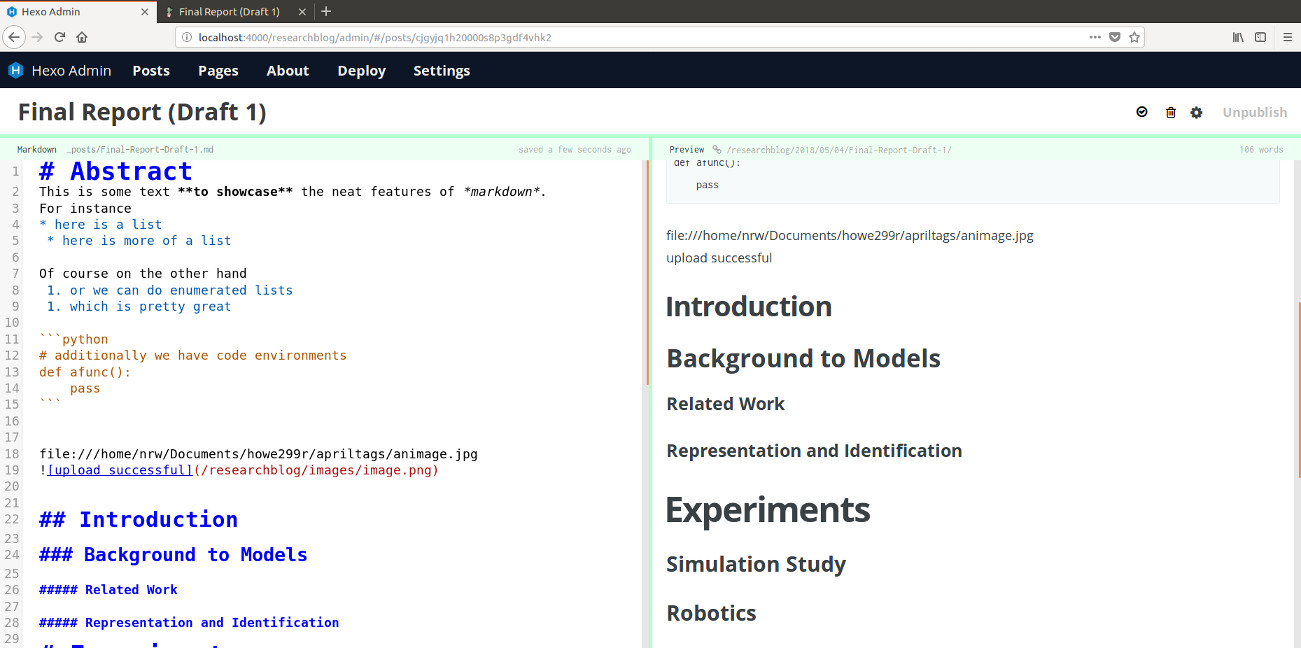 Hexo Admin
Final Report (Draft 1)
localhost:4000/researchblog/admin/#/posts/cjgyjq1h20000s8p3gdf4vhk2
Hexo Admin Posts Pages About Deploy Settings
Final Report (Draft 1)
Unpublish
Markdown _posts/Final-Report-Draft-1.md saved a few seconds ago
1 # Abstract
2 This is some text **to showcase** the neat features of *markdown*.
3 For instance
4 * here is a list
5  * here is more of a list
6
7 Of course on the other hand
8  1. or we can do enumerated lists
9  1. which is pretty great
10
11 ```python
12 # additionally we have code environments
13 def afunc():
14     pass
15 ```
16
17
18 file:///home/nrw/Documents/howe299r/apriltags/animage.jpg
19 ![upload successful](/researchblog/images/image.png)
20
21
22 ## Introduction
23
24 ### Background to Models
25
26 ##### Related Work
27
28 ##### Representation and Identification
29
Preview /researchblog/2018/05/04/Final-Report-Draft-1/ 106 words
def afunc():
    pass
file:///home/nrw/Documents/howe299r/apriltags/animage.jpg
upload successful
Introduction
Background to Models
Related Work
Representation and Identification
Experiments
Simulation Study
Robotics